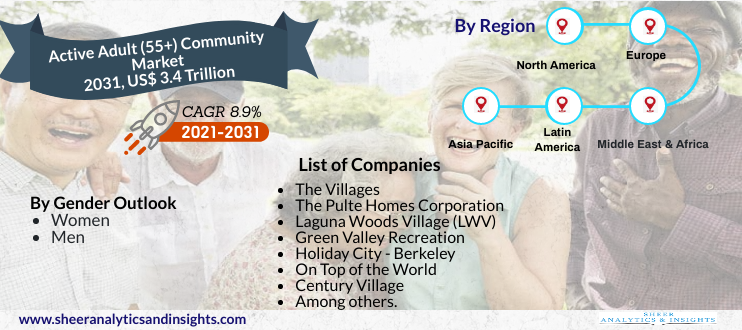 Active Adult (55+) Community
Market
2031, US$ 3.4 Trillion
CAGR 8.9%
2021-2031
By Region
North America
Europe
Asia Pacific
Latin
America
Middle East & Africa
By Gender Outlook
• Women
• Men
List of Companies
• The Villages
• The Pulte Homes Corporation
• Laguna Woods Village (LWV)
• Green Valley Recreation
• Holiday City - Berkeley
• On Top of the World
• Century Village
• Among others.
www.sheeranalyticsandinsights.com
SHEER
ANALYTICS & INSIGHTS